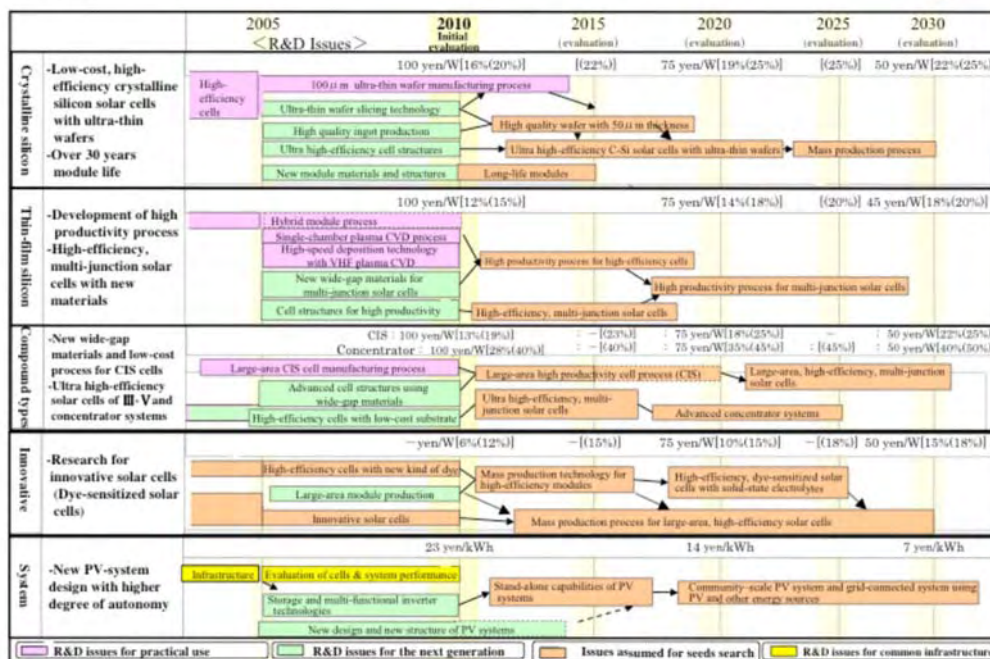 2005 2010 2015 2020 2025 2030
<R&D Issues> Initial evaluation (evaluation) (evaluation) (evaluation) (evaluation)
Crystalline silicon
-Low-cost, high-
efficiency crystalline
silicon solar cells
with ultra-thin
wafers
-Over 30 years
module life
100 yen/W[16%(20%) [(22%) 75 yen/W[19%(25%) [(25%) 50 yen/W[22%(25%)
High-
efficiency
cells
100μm ultra-thin wafer manufacturing process
Ultra-thin wafer slicing technology
High quality ingot production
High quality wafer with 50μm thickness
Ultra high-efficiency cell structures
Ultra high-efficiency C-Si solar cells with ultra-thin wafers
Mass production process
New module materials and structures
Long-life modules
Thin-film silicon
-Development of high
productivity process
-High-efficiency,
multi-junction solar
cells with new
materials
100 yen/W[12%(15%) 75 yen/W[14%(18%) [(20%) 45 yen/W[18%(20%)
Hybrid module process
Single-chamber plasma CVD process
High-speed deposition technology
with VHF plasma CVD
High productivity process for high-efficiency cells
New wide-gap materials for
multi-junction solar cells
High productivity process for multi-junction solar cells
Cell structures for high productivity
High-efficiency, multi-junction solar cells
Compound types
-New wide-gap
materials and low-cost
process for CIS cells
-Ultra high-efficiency
solar cells of Ⅲ-Ⅴ and
concentrator systems
CIS : 100 yen/W[13%(19%) : -[(23%) : 75 yen/W[18%(25%) - : 50 yen/W[22%(25%)
Concentrator : 100 yen/W[28%(40%) : -[(40%) : 75 yen/W[35%(45%) : [(45%) : 50 yen/W[40%(50%)
Large-area CIS cell manufacturing process
Large-area high productivity cell process (CIS)
Large-area, high-efficiency, multi-junction
solar cells
Advanced cell structures using
wide-gap materials
Ultra high-efficiency, multi-
junction solar cells
High-efficiency cells with low-cost substrate
Advanced concentrator systems
Innovative
-Research for
innovative solar cells
(Dye-sensitized solar
cells)
-yen/W[6%(12%)] -[(15%)] 75 yen/W[10%(15%)] -[(18%)] 50 yen/W[15%(18%)]
High-efficiency cells with new kind of dye
Mass production technology for
high-efficiency modules
High-efficiency, dye-sensitized solar
cells with solid-state electrolytes
Large-area module production
Innovative solar cells
Mass production process for large-area, high-efficiency solar cells
System
-New PV-system
design with higher
degree of autonomy
23 yen/kWh 14 yen/kWh 7 yen/kWh
Infrastructure
Evaluation of cells & system performance
Stand-alone capabilities of PV
systems
Community-scale PV system and grid-connected system using
PV and other energy sources
Storage and multi-functional inverter
technologies
New design and new structure of PV systems
R&D issues for practical use
R&D issues for the next generation
Issues assumed for seeds search
R&D issues for common infrastructure